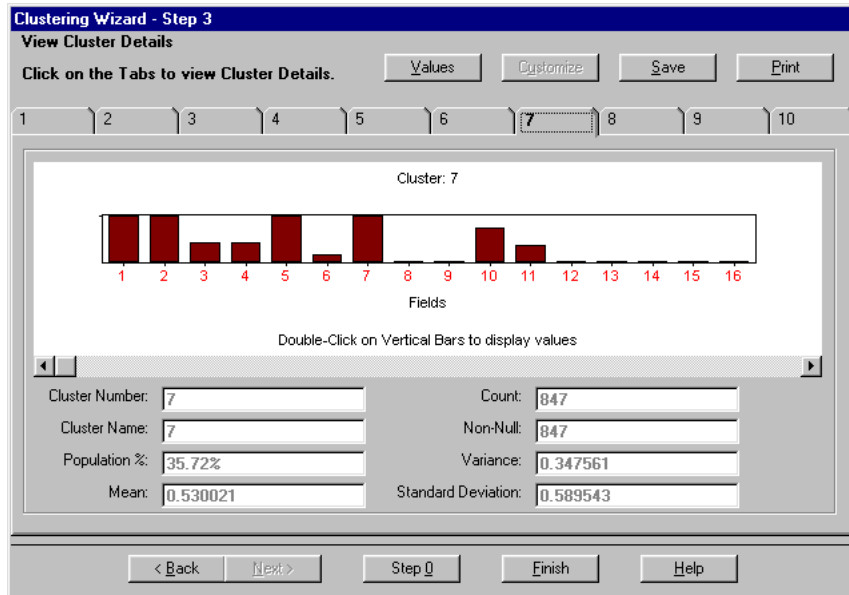 Clustering Wizard - Step 3
View Cluster Details
Click on the Tabs to view Cluster Details.
Values Customize Save Print
1 2 3 4 5 6 7 8 9 10
Cluster: 7
1 2 3 4 5 6 7 8 9 10 11 12 13 14 15 16
Fields
Double-Click on Vertical Bars to display values
Cluster Number: 7 Count: 847
Cluster Name: 7 Non-Null: 847
Population %: 35.72% Variance: 0.347561
Mean: 0.530021 Standard Deviation: 0.589543
< Back Next > Step 0 Finish Help